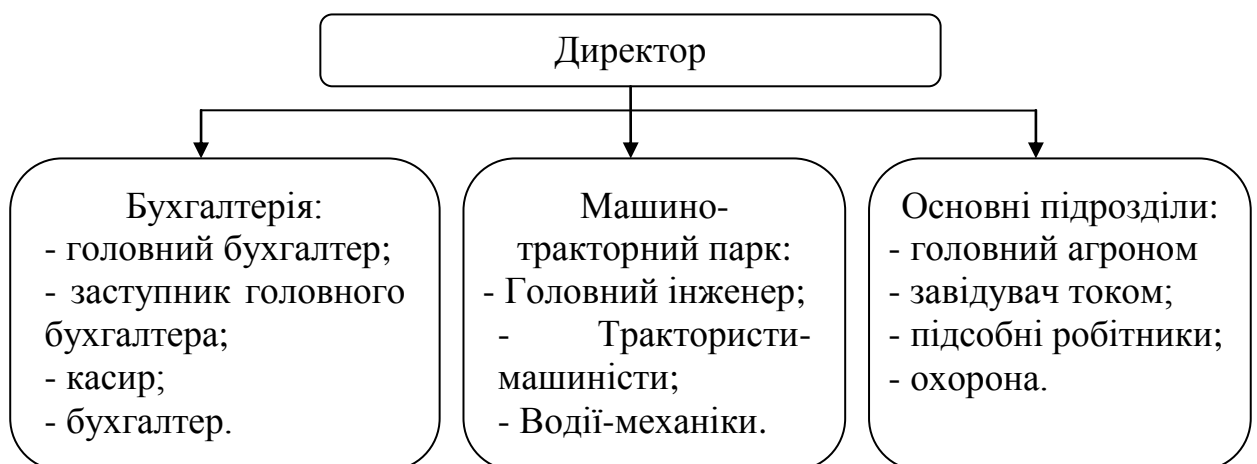 Директор
Бухгалтерія:
- головний бухгалтер;
- заступник головного
бухгалтера;
- касир;
- бухгалтер.
Машино-
тракторний парк:
- Головний інженер;
- Трактористи-
машиністи;
- Водії-механіки.
Основні підрозділи:
- головний агроном
- завідувач током;
- підсобні робітники;
- охорона.